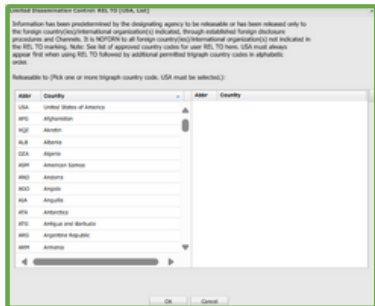 Limited Dissemination Control: REL TO [USA, List]
Information has been predetermined by the designating agency to be releasable or has been released only to
the foreign country(ies)/international organization(s) indicated, through established foreign disclosure
procedures and Channels. It is NOFORN to all foreign country(ies)/international organization(s) not indicated in
the REL TO marking. Note: See list of approved country codes for user REL TO here. USA must always
appear first when using REL TO followed by additional permitted trigraph country codes in alphabetic
order.
Releasable to (Pick one or more trigraph country code. USA must be selected.):
Abbr Country Abbr Country
USA United States of America
AFG Afghanistan
Akrotiri
ALB Albania
DZA Algeria
ASM American Samoa
AND Andorra
AGO Angola
AIA Anguilla
ATA Antarctica
ATG Antigua and Barbuda
ARG Argentine Republic
ARM Armenia
OK Cancel